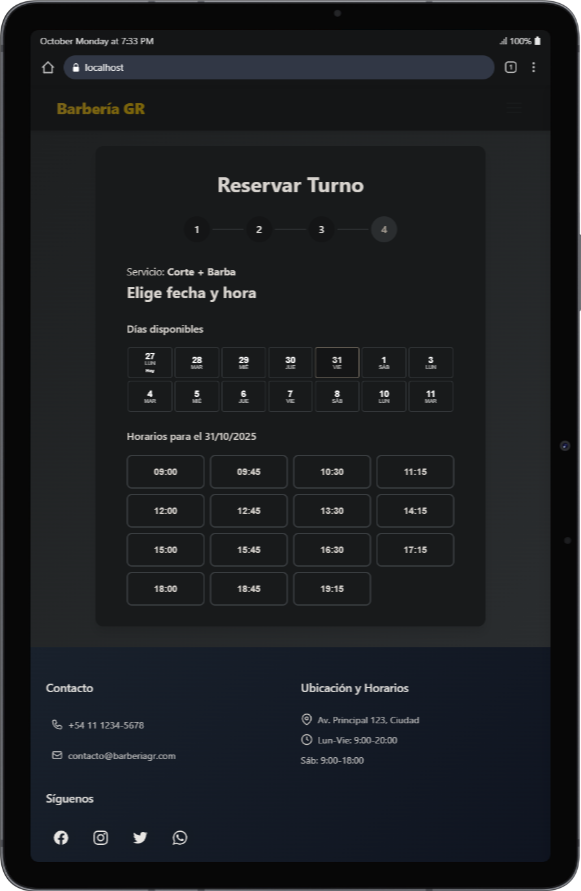 October Monday at 7:33 PM
100%
localhost
1
Barbería GR
Reservar Turno
1 2 3 4
Servicio: Corte + Barba
Elige fecha y hora
Días disponibles
27 28 29 30 31 1 3
LUN MAR MIÉ JUE VIE SÁB LUN
Hoy
4 5 6 7 8 10 11
MAR MIÉ JUE VIE SÁB LUN MAR
Horarios para el 31/10/2025
09:00 09:45 10:30 11:15
12:00 12:45 13:30 14:15
15:00 15:45 16:30 17:15
18:00 18:45 19:15
Contacto
+54 11 1234-5678
contacto@barberiagr.com
Ubicación y Horarios
Av. Principal 123, Ciudad
Lun-Vie: 9:00-20:00
Sáb: 9:00-18:00
Síguenos